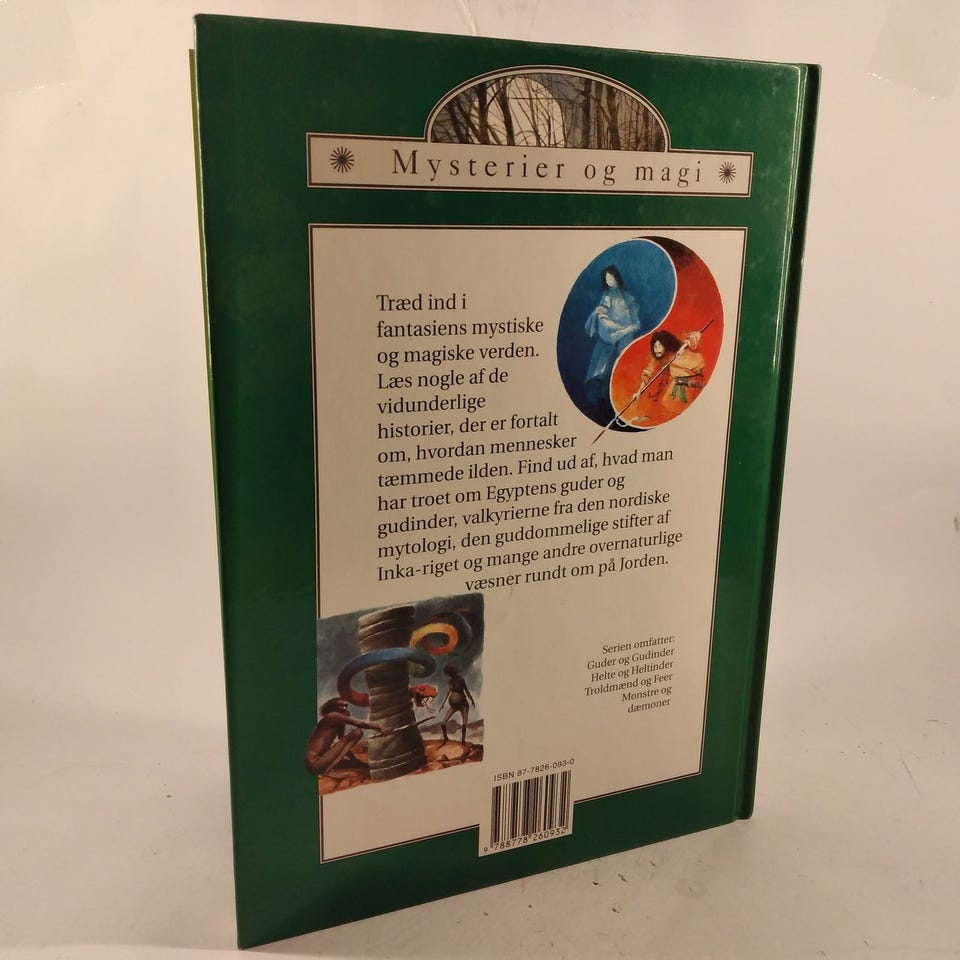 Mysterier og magi
Træd ind i
fantasiens mystiske
og magiske verden.
Læs nogle af de
vidunderlige
historier, der er fortalt
om, hvordan mennesker
tæmmede ilden. Find ud af, hvad man
har troet om Egyptens guder og
gudinder, valkyrierne fra den nordiske
mytologi, den guddommelige stifter af
Inka-riget og mange andre overnaturlige
væsner rundt om på Jorden.
Serien omfatter:
Guder og Gudinder
Helte og Heltinder
Troldmænd og Feer
Monstre og
dæmoner
ISBN 87-7826-093-0
9 788778 260932